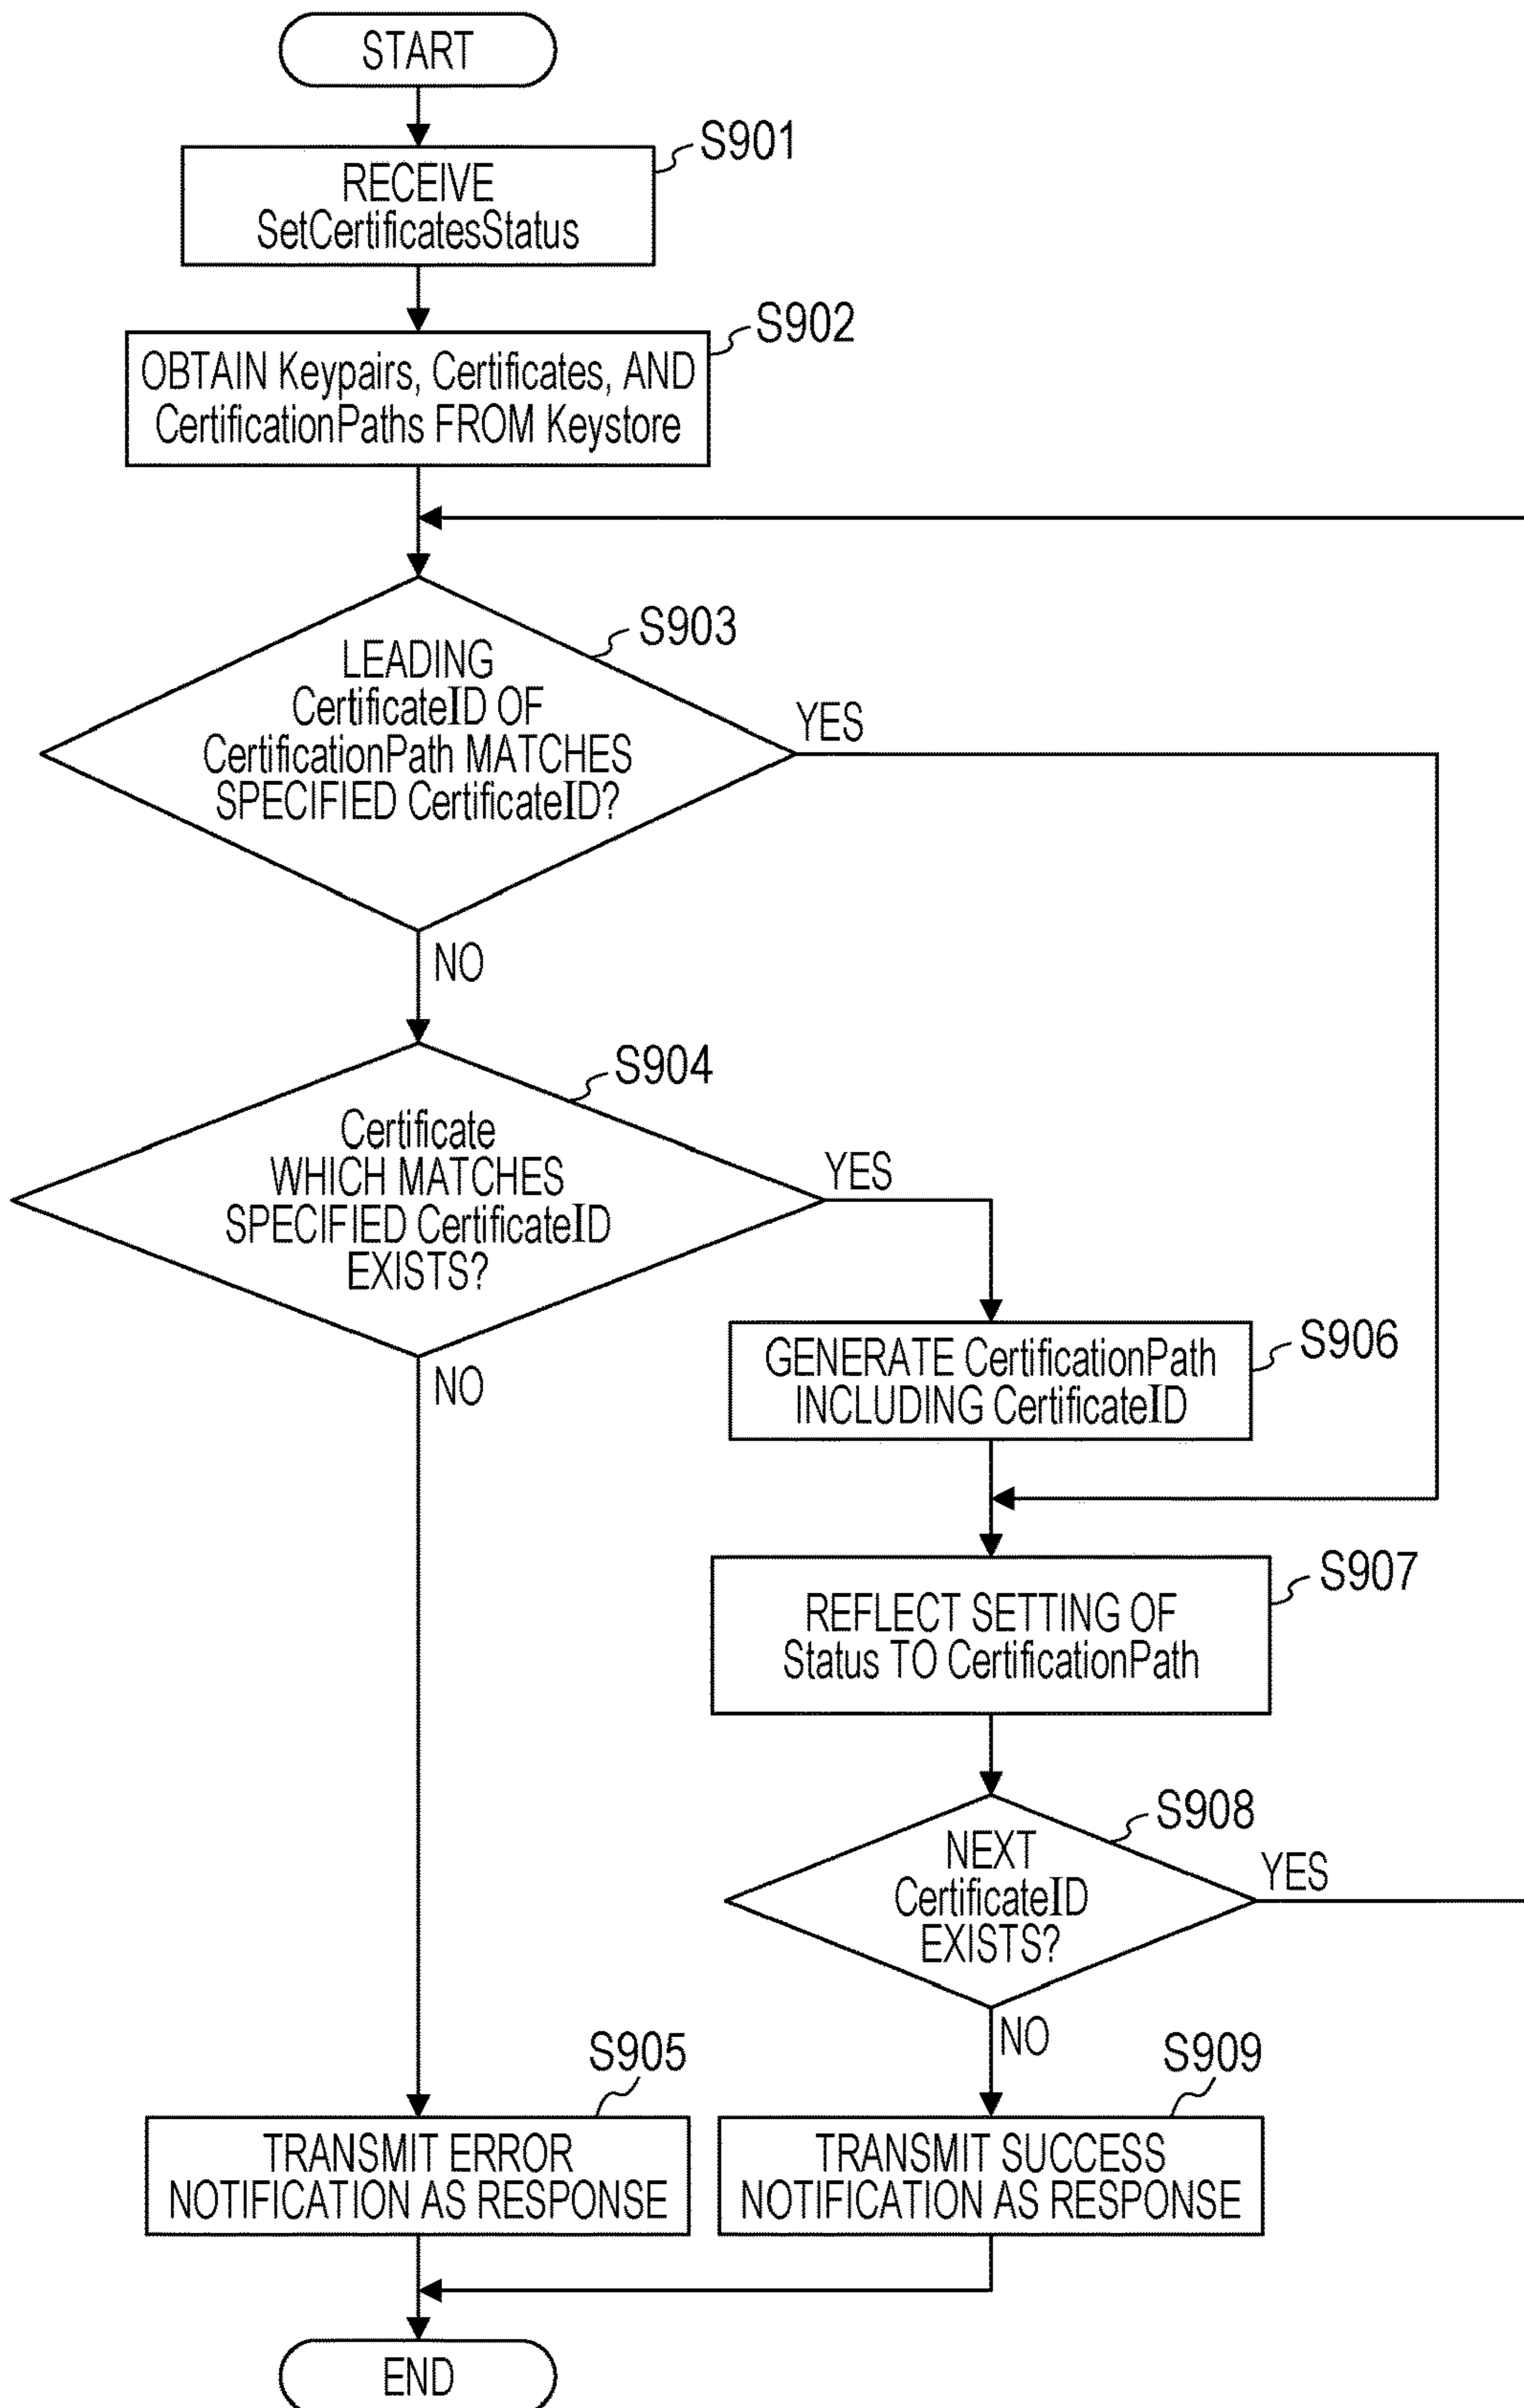 START
S901
RECEIVE
SetCertificatesStatus
S902
OBTAIN Keypairs, Certificates, AND
CertificationPaths FROM Keystore
S903
LEADING
CertificateID OF
CertificationPath MATCHES
SPECIFIED CertificateID?
YES
NO
S904
Certificate
WHICH MATCHES
SPECIFIED CertificateID
EXISTS?
YES
NO
S906
GENERATE CertificationPath
INCLUDING CertificateID
S907
REFLECT SETTING OF
Status TO CertificationPath
S908
NEXT
CertificateID
EXISTS?
YES
NO
S905
TRANSMIT ERROR
NOTIFICATION AS RESPONSE
S909
TRANSMIT SUCCESS
NOTIFICATION AS RESPONSE
END